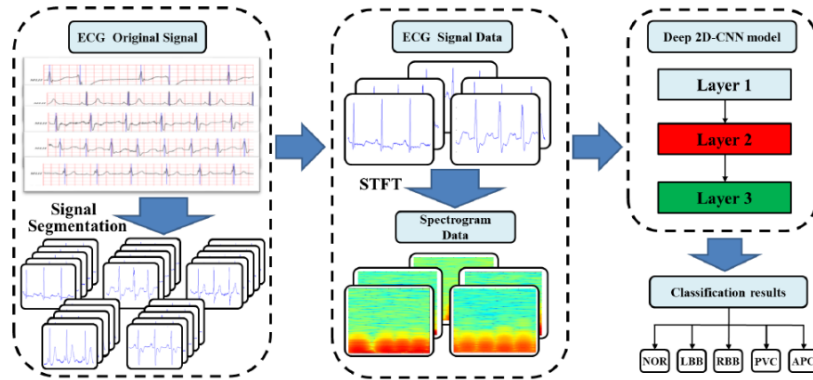 ECG Original Signal
Signal
Segmentation
ECG Signal Data
STFT
Spectrogram
Data
Deep 2D-CNN model
Layer 1
Layer 2
Layer 3
Classification results
NOR LBB RBB PVC APC